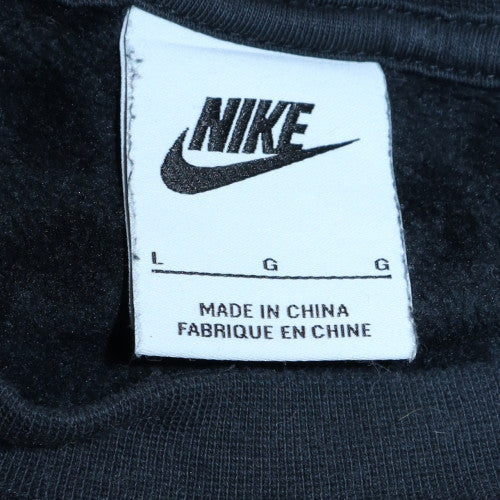 NIKE
L G G
MADE IN CHINA
FABRIQUE EN CHINE